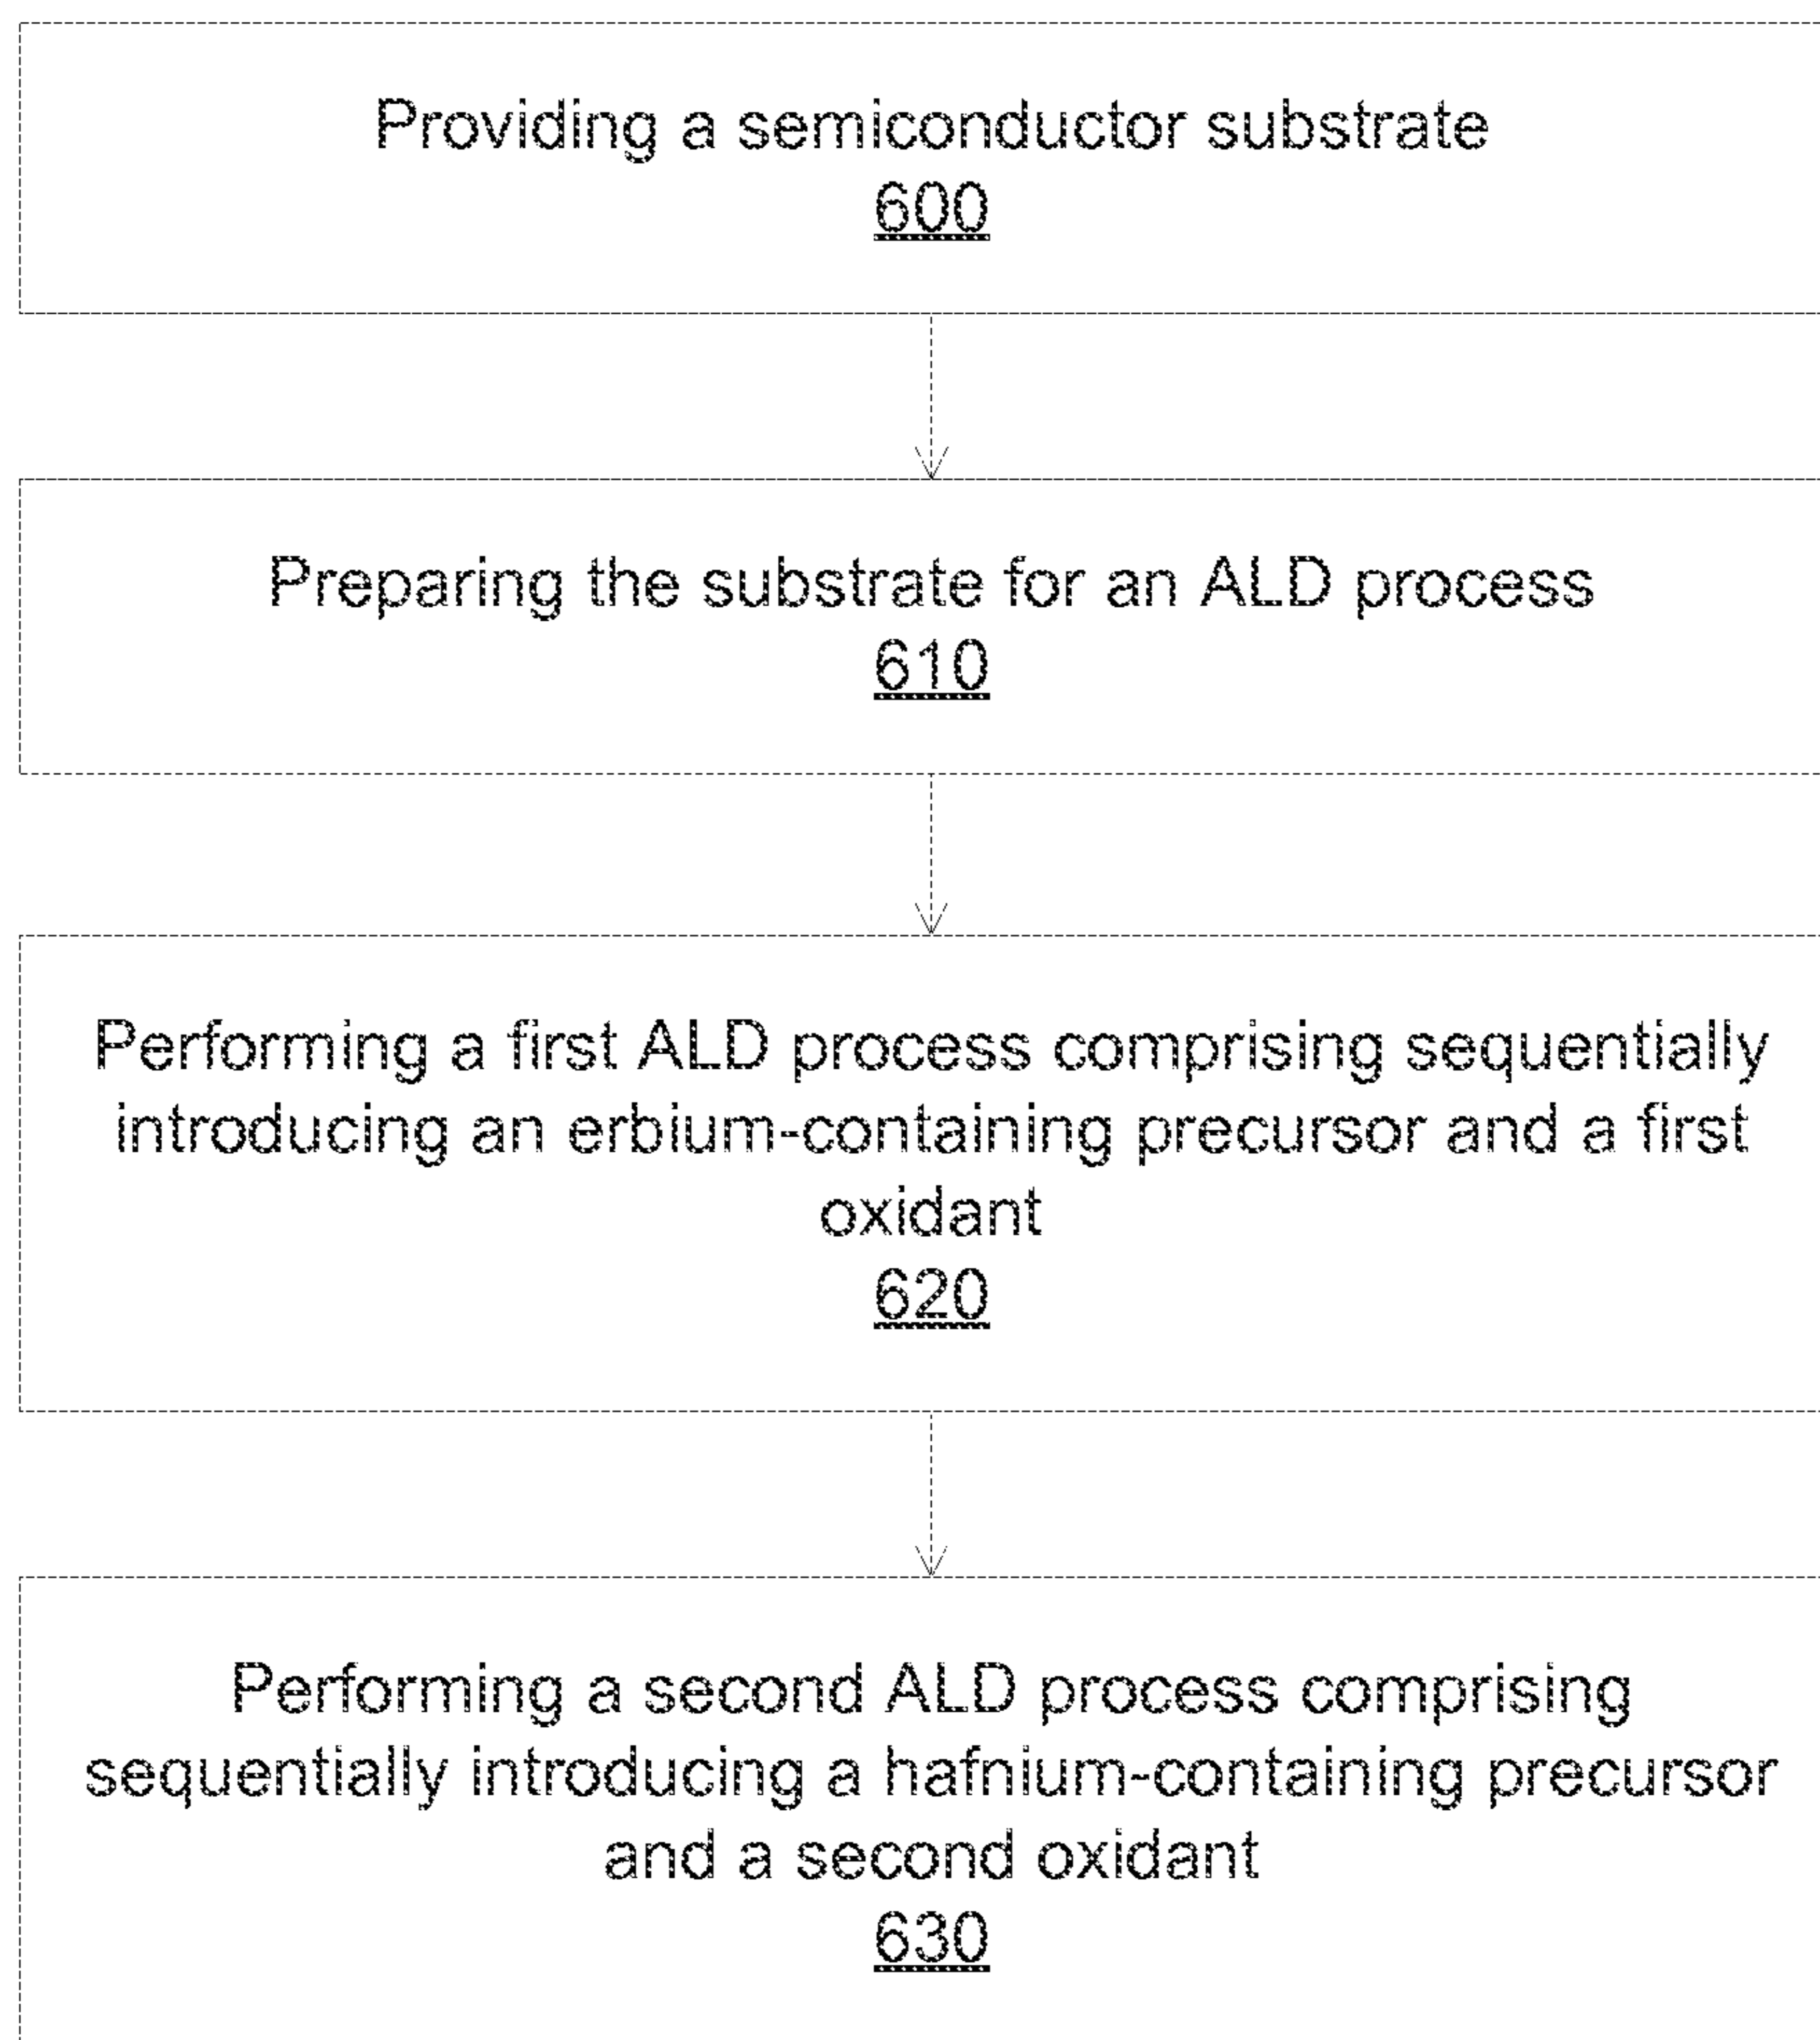 Providing a semiconductor substrate
600
Preparing the substrate for an ALD process
610
Performing a first ALD process comprising sequentially
introducing an erbium-containing precursor and a first
oxidant
620
Performing a second ALD process comprising
sequentially introducing a hafnium-containing precursor
and a second oxidant
630